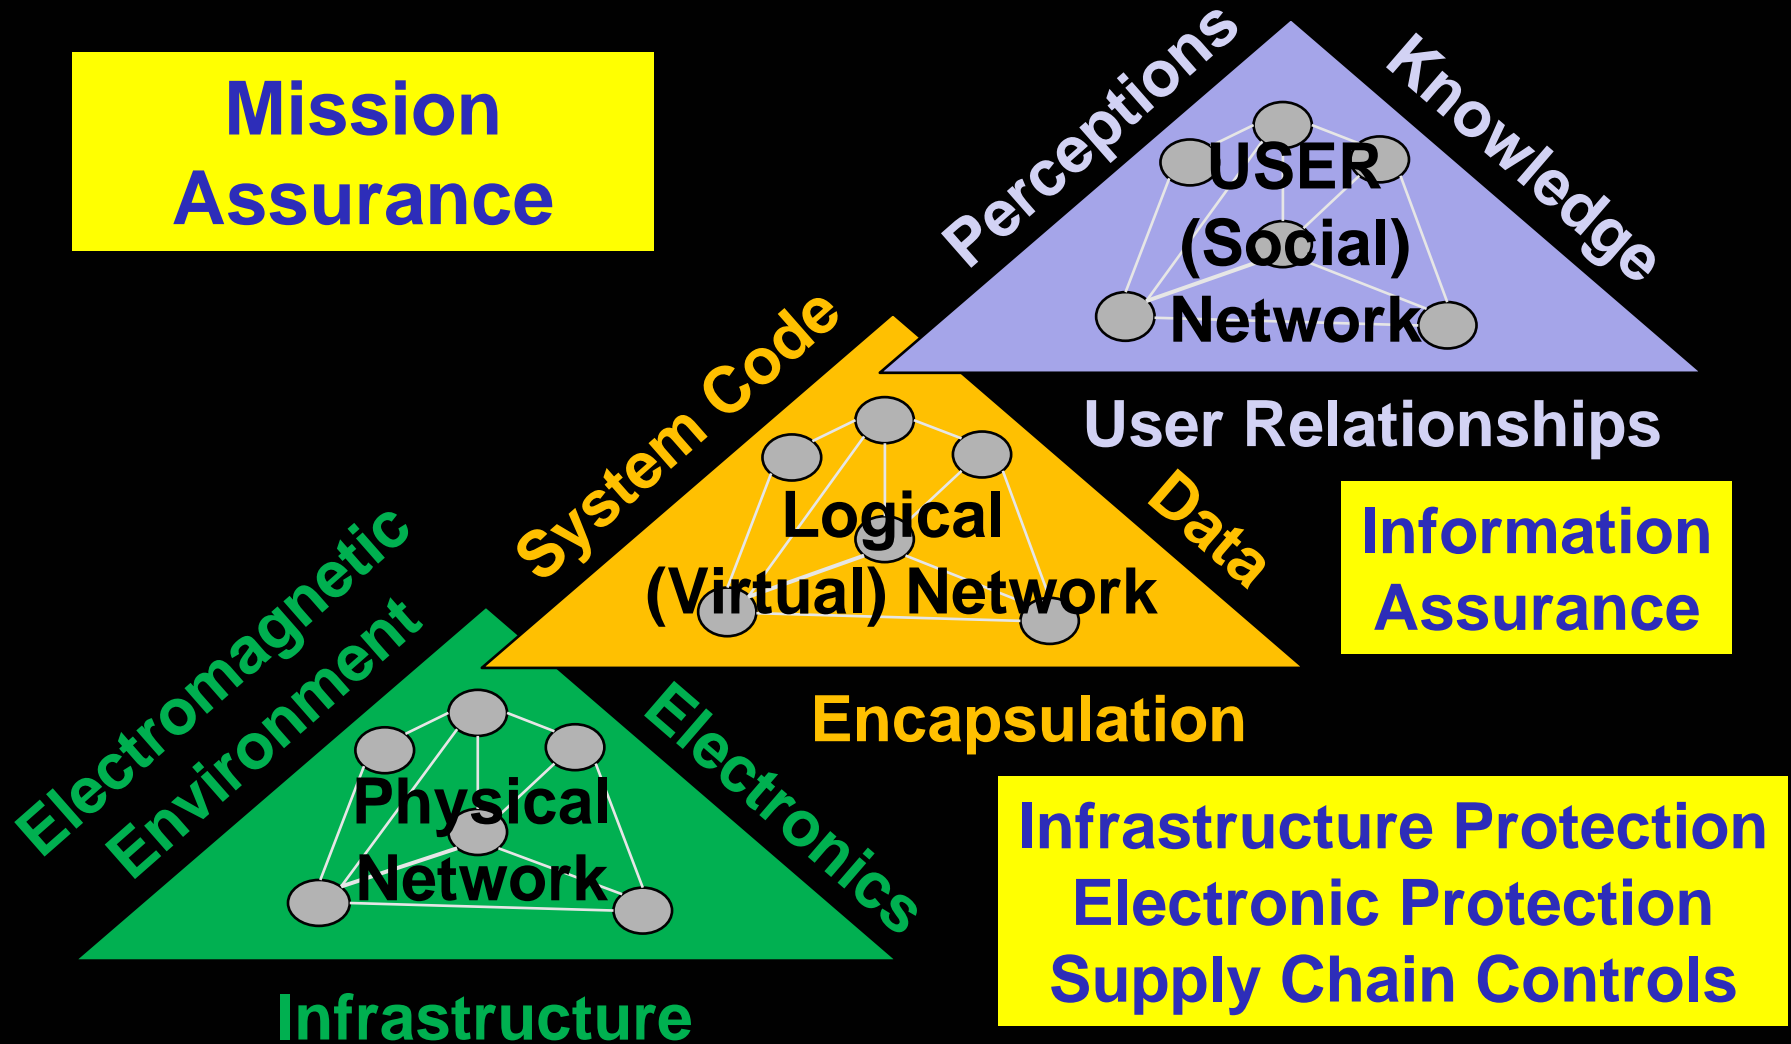 Mission
Assurance
Perceptions
Knowledge
USER
(Social)
Network
User Relationships
System Code
Data
Logical
(Virtual) Network
Encapsulation
Information
Assurance
Electromagnetic
Environment
Electronics
Physical
Network
Infrastructure
Infrastructure Protection
Electronic Protection
Supply Chain Controls